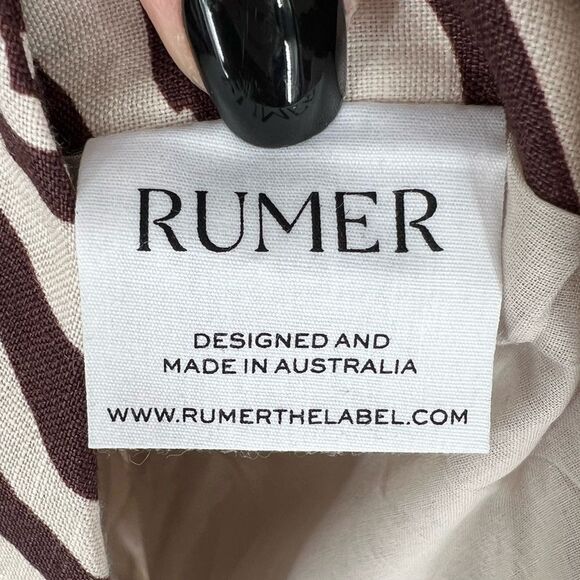 RUMER
DESIGNED AND
MADE IN AUSTRALIA
WWW.RUMERTHELABEL.COM